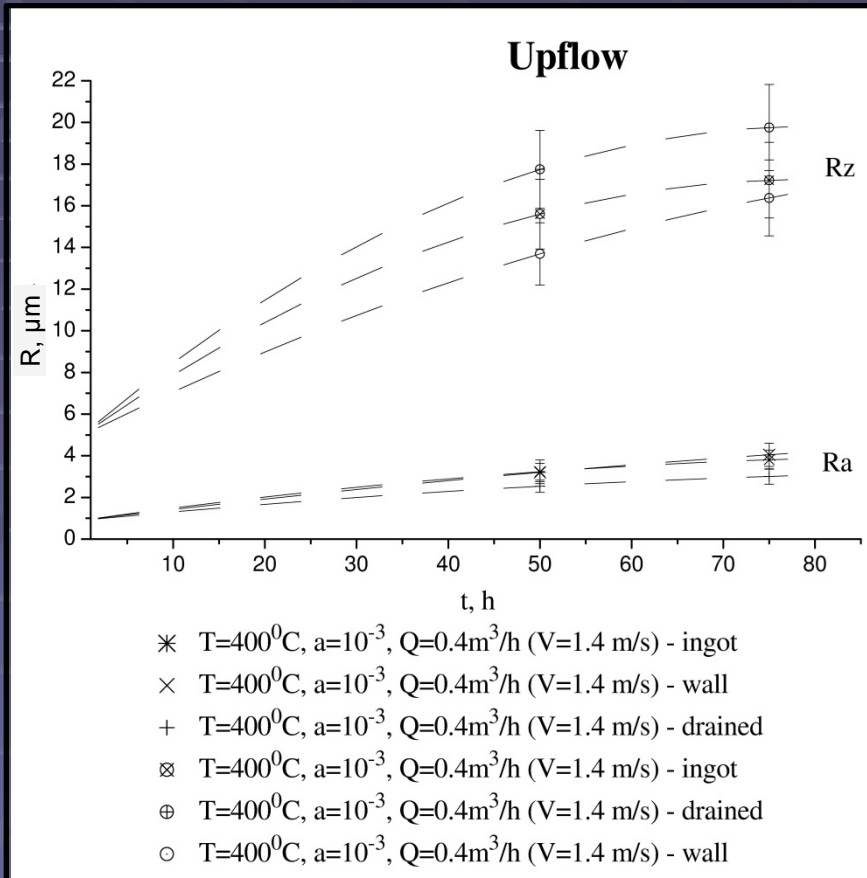 Upflow
22
20
18
16
14
12
10
8
6
4
2
0
R, µm
Rz
Ra
10 20 30 40 50 60 70 80
t, h
T=400⁰C, a=10⁻³, Q=0.4m³/h (V=1.4 m/s) - ingot
T=400⁰C, a=10⁻³, Q=0.4m³/h (V=1.4 m/s) - wall
T=400⁰C, a=10⁻³, Q=0.4m³/h (V=1.4 m/s) - drained
T=400⁰C, a=10⁻³, Q=0.4m³/h (V=1.4 m/s) - ingot
T=400⁰C, a=10⁻³, Q=0.4m³/h (V=1.4 m/s) - drained
T=400⁰C, a=10⁻³, Q=0.4m³/h (V=1.4 m/s) - wall